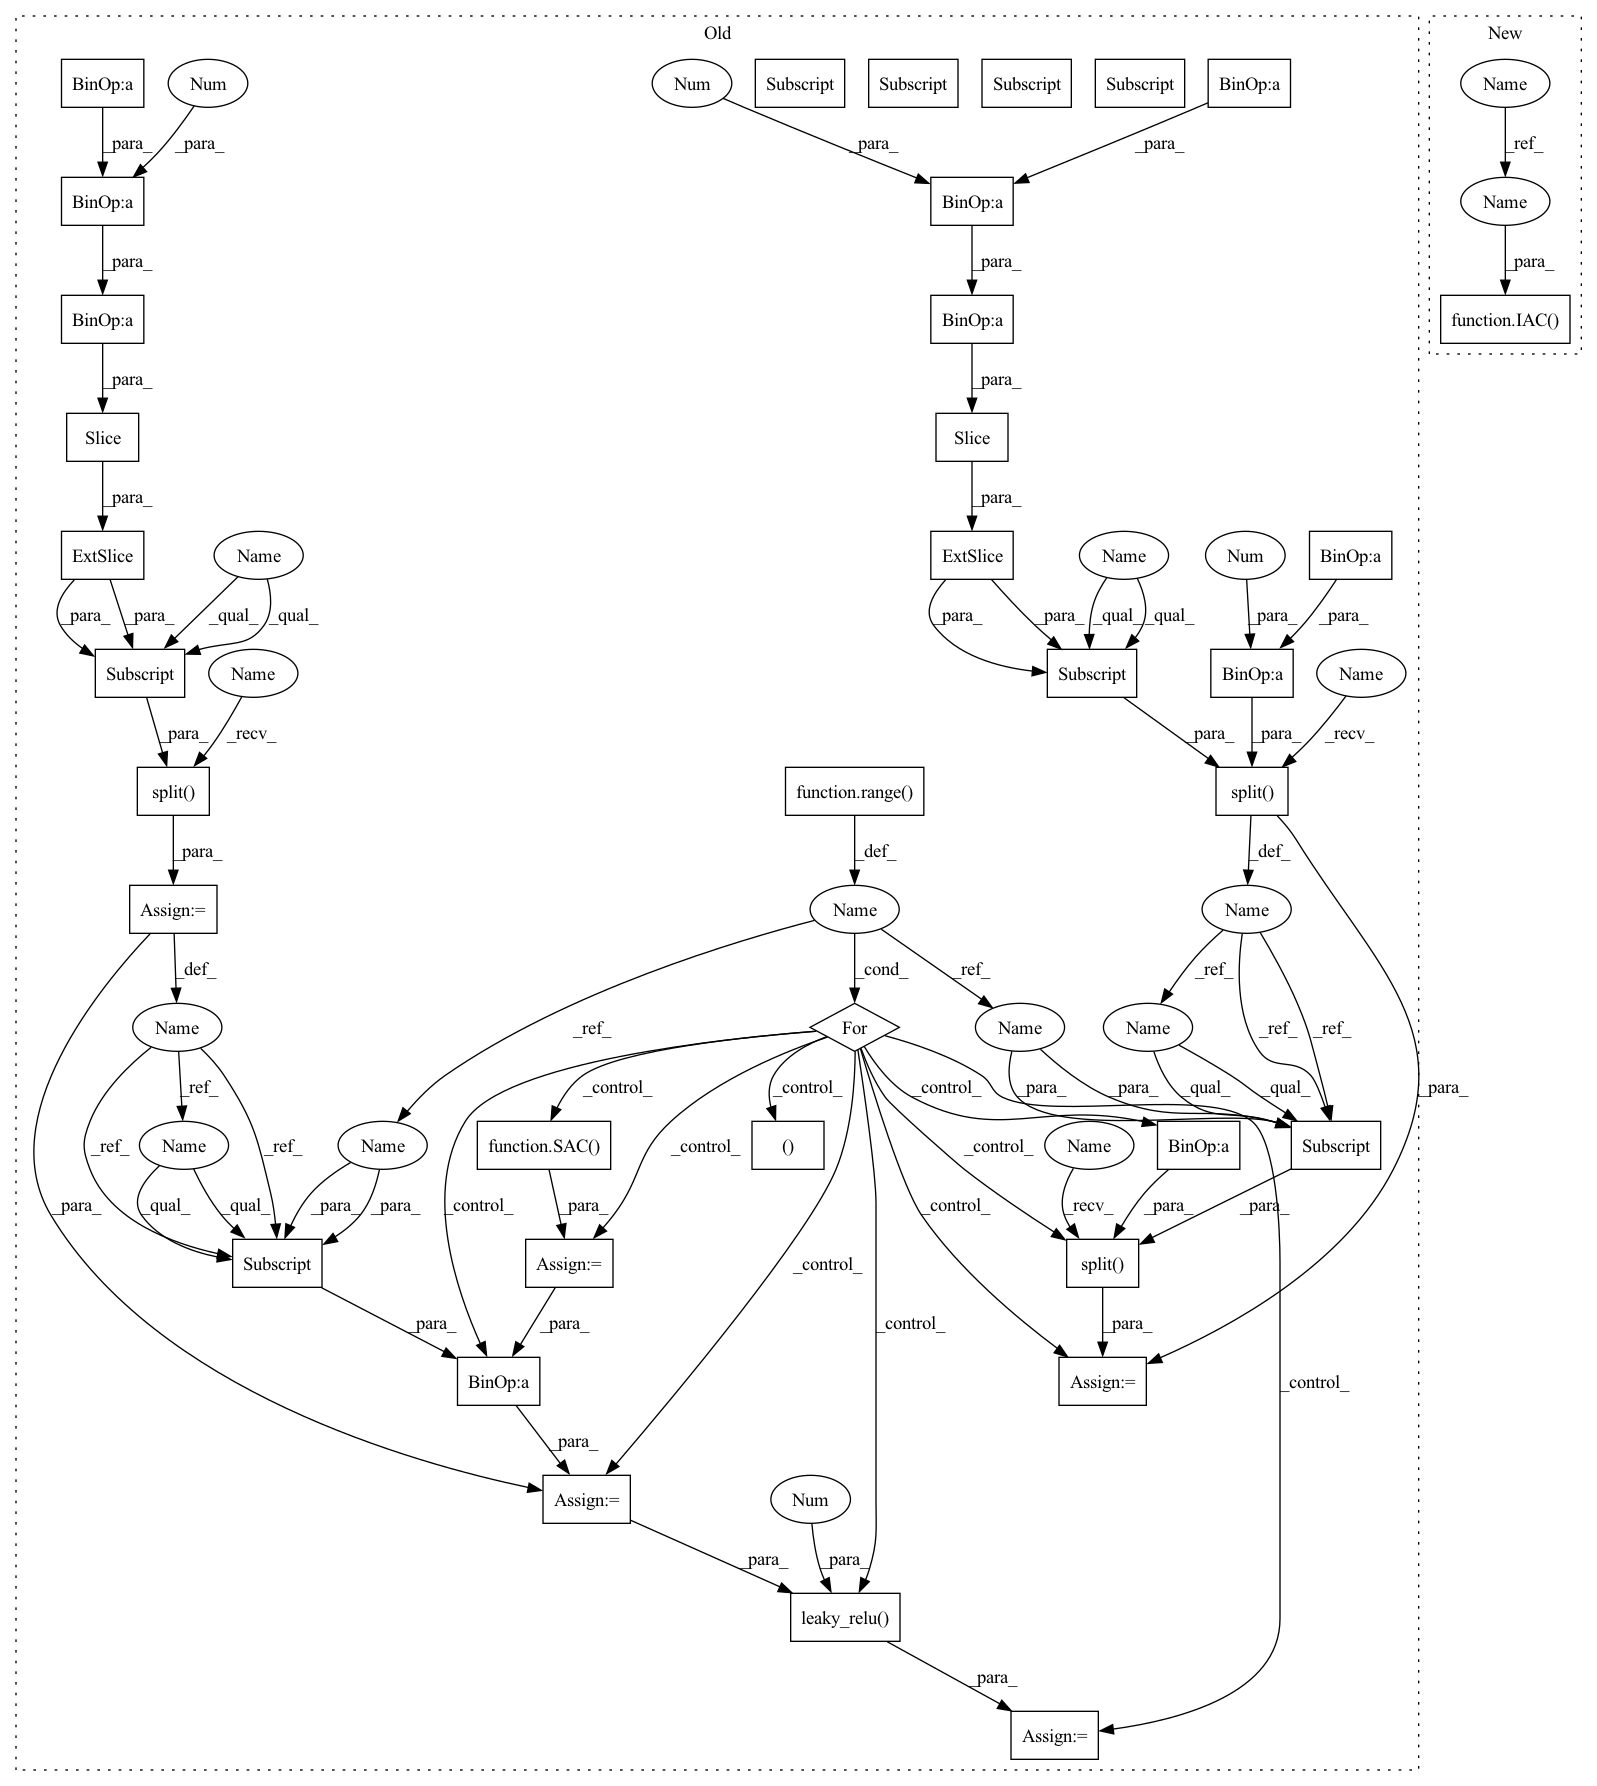 Old
New
BinOp:a
Num
Num
Subscript
Subscript
Subscript
Subscript
BinOp:a
Name
_para_
_para_
_para_
_para_
_ref_
BinOp:a
BinOp:a
Name
_para_
_para_
_para_
BinOp:a
BinOp:a
function.IAC()
_para_
_para_
Slice
Slice
_para_
_para_
ExtSlice
Name
ExtSlice
Name
Num
BinOp:a
_para_
_para_
_qual_
_qual_
_para_
_para_
_qual_
_qual_
_para_
_para_
Subscript
Name
Subscript
BinOp:a
Name
_para_
_recv_
_para_
_para_
_recv_
split()
function.range()
split()
_para_
_def_
_def_
Assign:=
Name
Name
_def_
_cond_
_ref_
_ref_
Name
For
Name
Name
_ref_
_ref_
_ref_
_ref_
_ref_
_ref_
_control_
_control_
_control_
_para_
_para_
_qual_
_qual_
_para_
Name
Name
function.SAC()
()
Name
BinOp:a
Subscript
_para_
_qual_
_qual_
_para_
_para_
_control_
_para_
_control_
_control_
_control_
_recv_
_para_
_para_
Subscript
Assign:=
split()
_para_
_para_
_control_
_control_
_para_
BinOp:a
Assign:=
_control_
_para_
Assign:=
Num
_para_
_para_
leaky_relu()
_para_
Assign:=